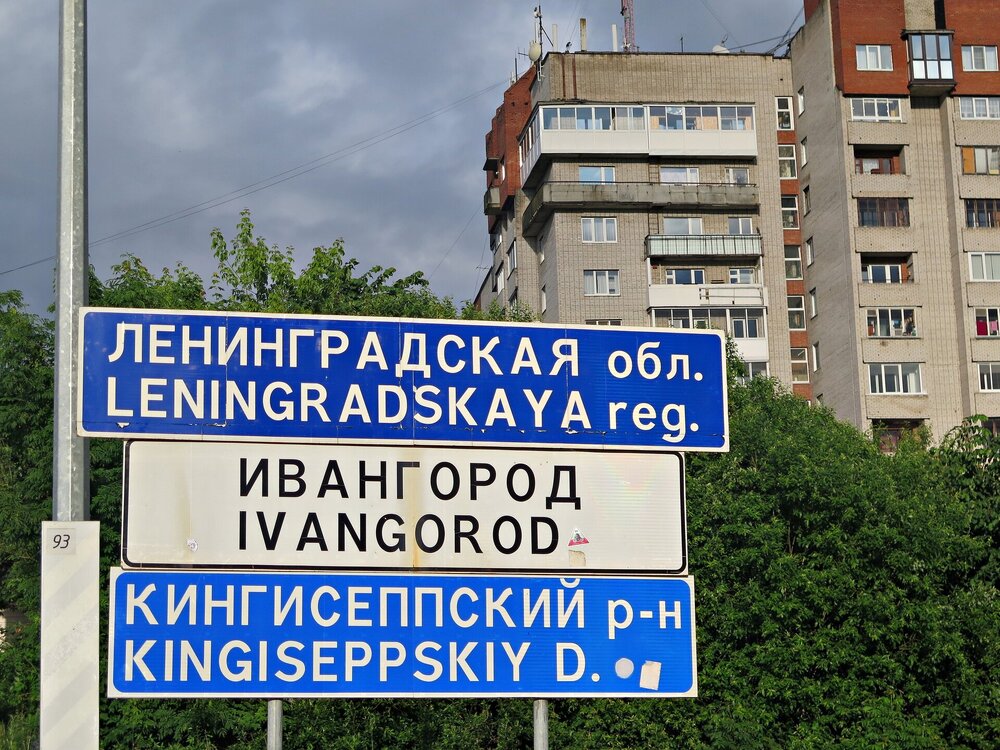 ЛЕНИНГРАДСКАЯ обл.
LENINGRADSKAYA reg.
ИВАНГОРОД
IVANGOROD
93
КИНГИСЕППСКИЙ р-н
KINGISEPPSKIY D.